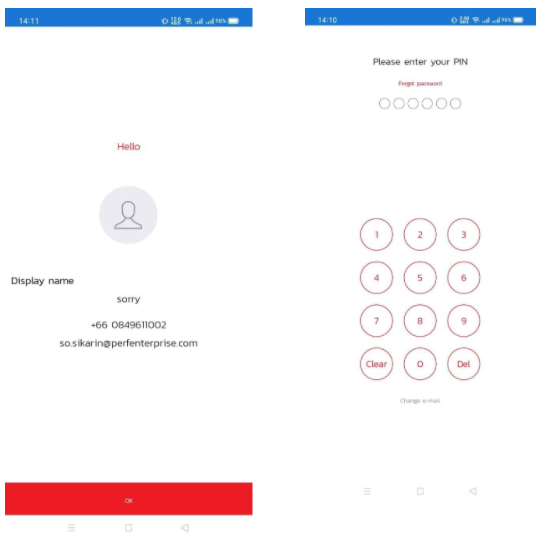 14:11
Hello
Display name
sorry
+66 0849611002
so.sikarin@perfenterprise.com
OK
14:10
Please enter your PIN
Forgot password
1 2 3
4 5 6
7 8 9
Clear 0 Del
Change e-mail